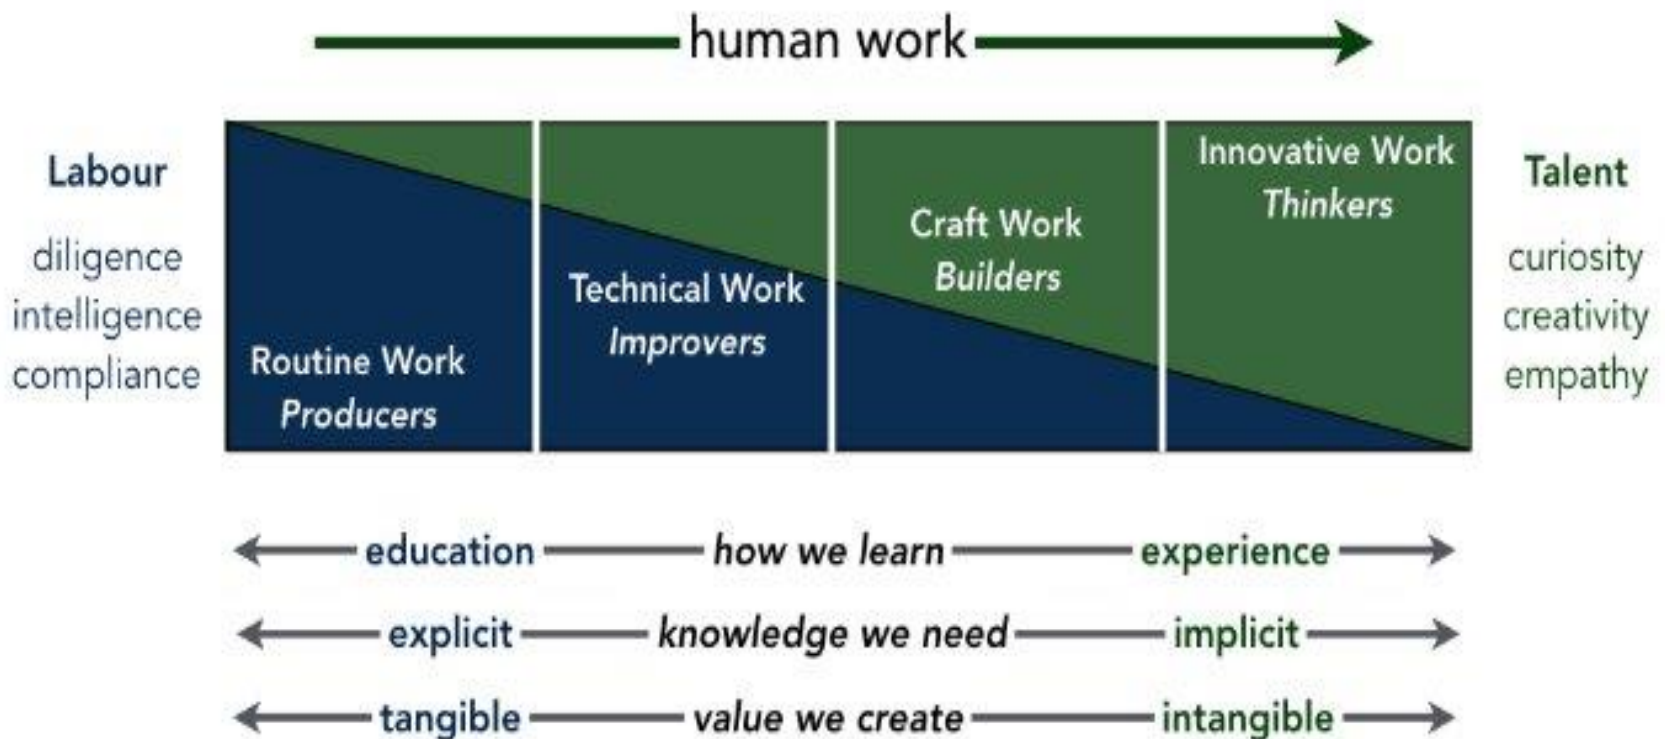 human work
Labour
diligence
intelligence
compliance
Routine Work
Producers
Technical Work
Improvers
Craft Work
Builders
Innovative Work
Thinkers
Talent
curiosity
creativity
empathy
education how we learn experience
explicit knowledge we need implicit
tangible value we create intangible